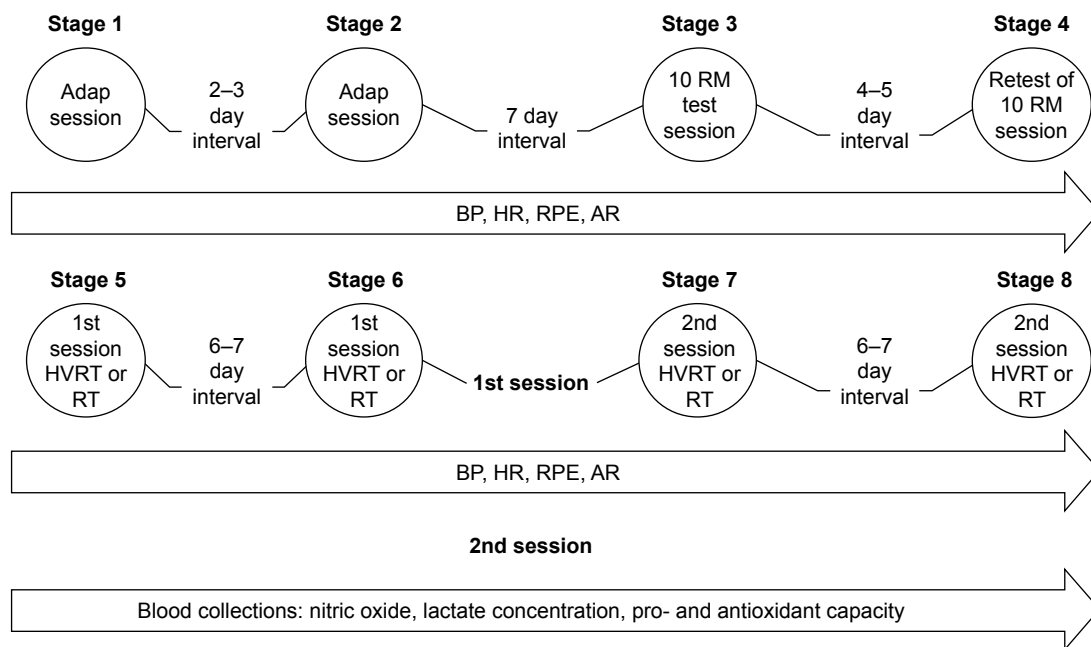 Stage 1
Stage 2
Stage 3
Stage 4
Adap
session
2–3
day
interval
Adap
session
7 day
interval
10 RM
test
session
4–5
day
interval
Retest of
10 RM
session
BP, HR, RPE, AR
Stage 5
Stage 6
Stage 7
Stage 8
1st
session
HVRT or
RT
6–7
day
interval
1st
session
HVRT or
RT
1st session
2nd
session
HVRT or
RT
6–7
day
interval
2nd
session
HVRT or
RT
BP, HR, RPE, AR
2nd session
Blood collections: nitric oxide, lactate concentration, pro- and antioxidant capacity